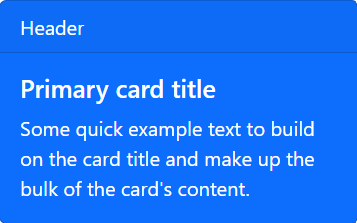 Header
Primary card title
Some quick example text to build
on the card title and make up the
bulk of the card's content.